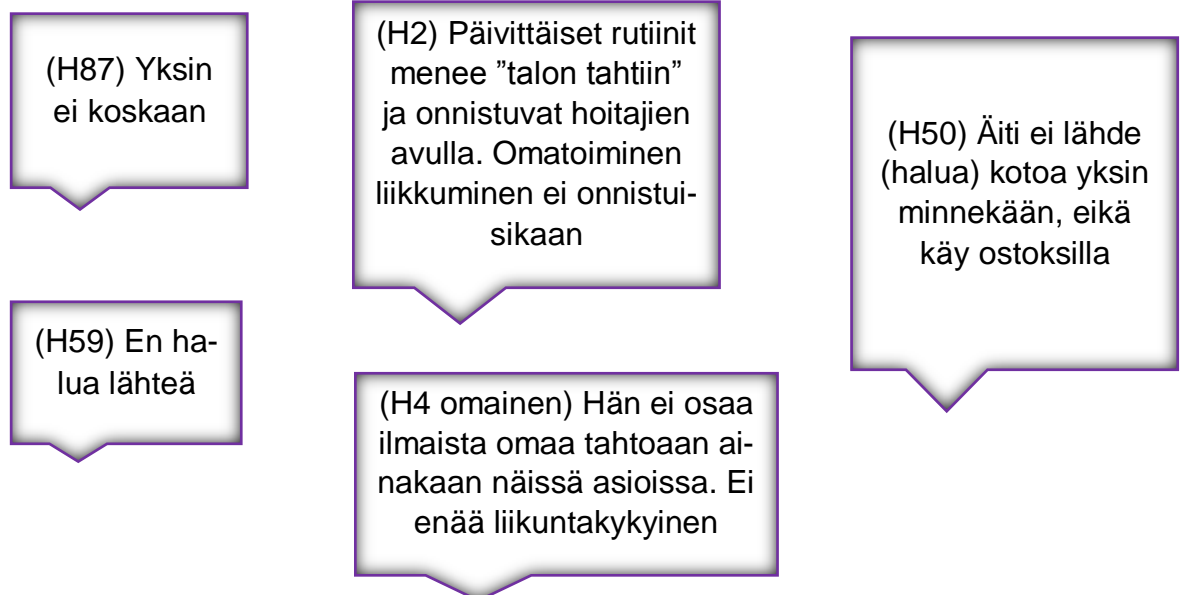 (H87) Yksin
ei koskaan
(H2) Päivittäiset rutiinit
menee ”talon tahtiin”
ja onnistuvat hoitajien
avulla. Omatoiminen
liikkuminen ei onnistui-
sikaan
(H50) Äiti ei lähde
(halua) kotoa yksin
minnekään, eikä
käy ostoksilla
(H59) En ha-
lua lähteä
(H4 omainen) Hän ei osaa
ilmaista omaa tahtoaan ai-
nakaan näissä asioissa. Ei
enää liikuntakykyinen